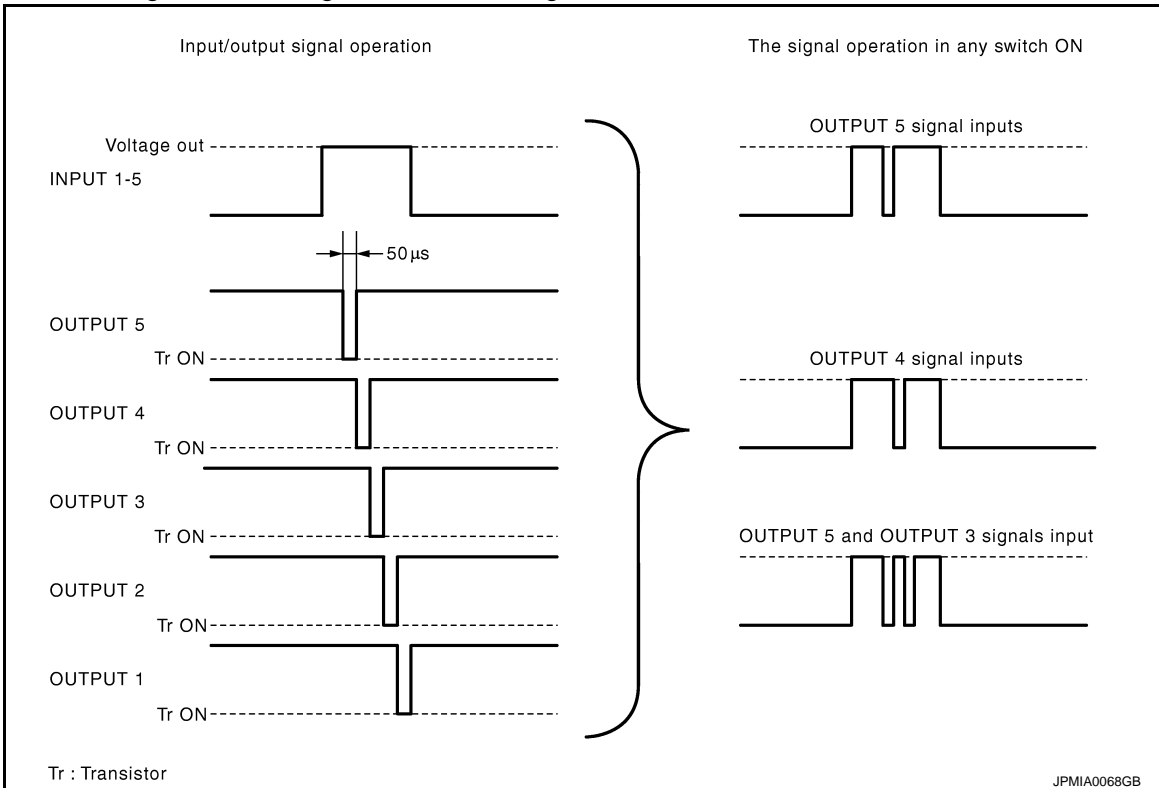 Input/output signal operation
The signal operation in any switch ON
Voltage out
INPUT 1-5
50 µs
OUTPUT 5
Tr ON
OUTPUT 4
Tr ON
OUTPUT 3
Tr ON
OUTPUT 2
Tr ON
OUTPUT 1
Tr ON
OUTPUT 5 signal inputs
OUTPUT 4 signal inputs
OUTPUT 5 and OUTPUT 3 signals input
Tr : Transistor
JPMIA0068GB